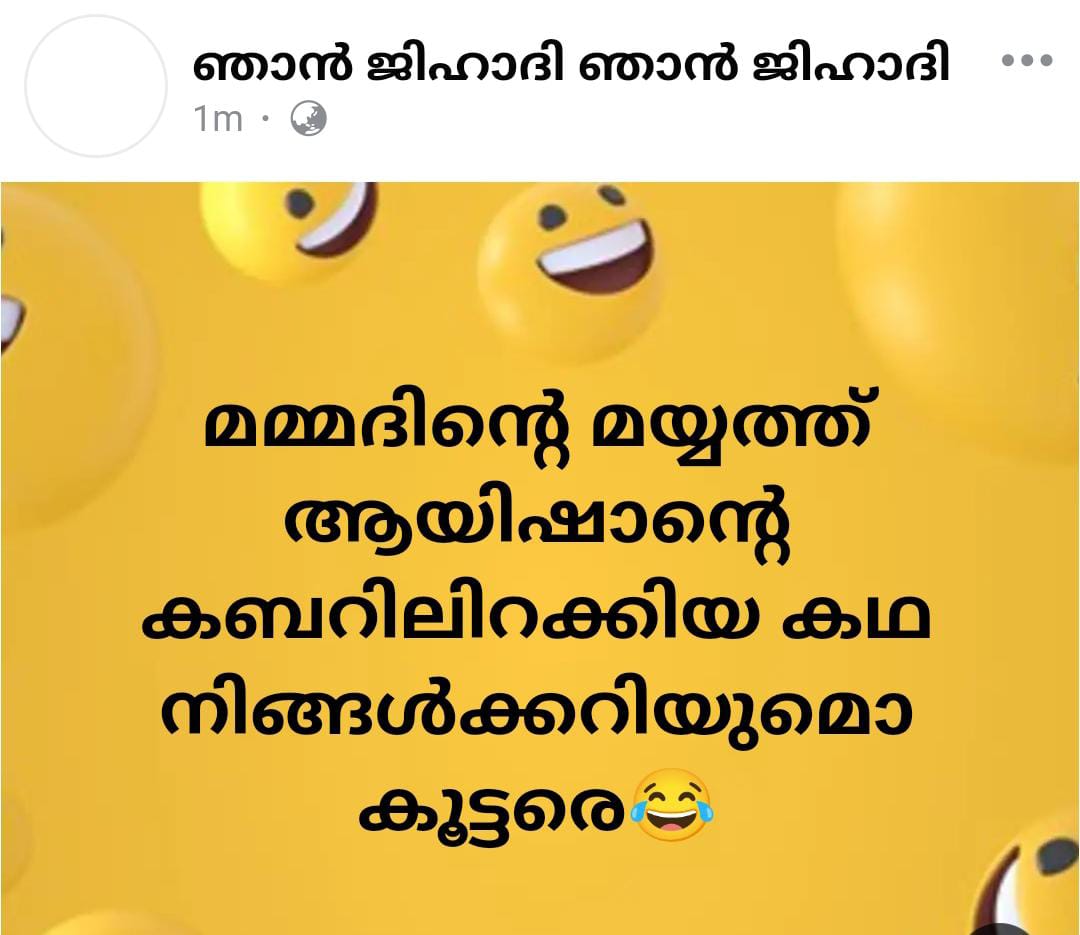 ഞാൻ ജിഹാദി ഞാൻ ജിഹാദി
1m ·
മമ്മദിന്റെ മയ്യത്ത്
ആയിഷാന്റെ
കബറിലിറക്കിയ കഥ
നിങ്ങൾക്കറിയുമൊ
കൂട്ടരെ😂